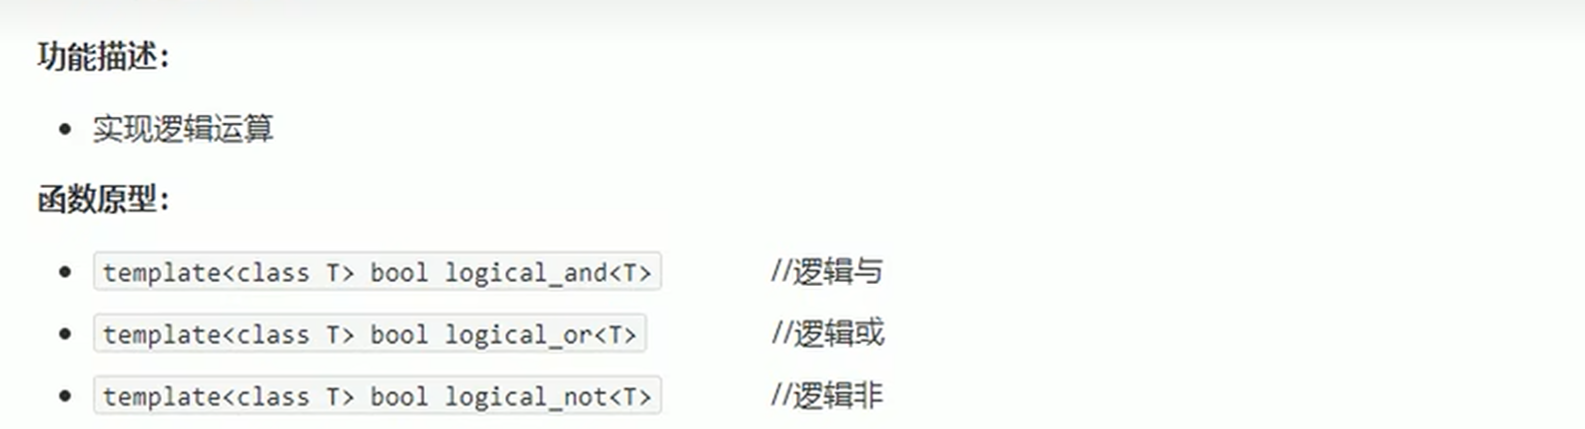 功能描述：
• 实现逻辑运算
函数原型：
• template<class T> bool logical_and<T> //逻辑与
• template<class T> bool logical_or<T> //逻辑或
• template<class T> bool logical_not<T> //逻辑非